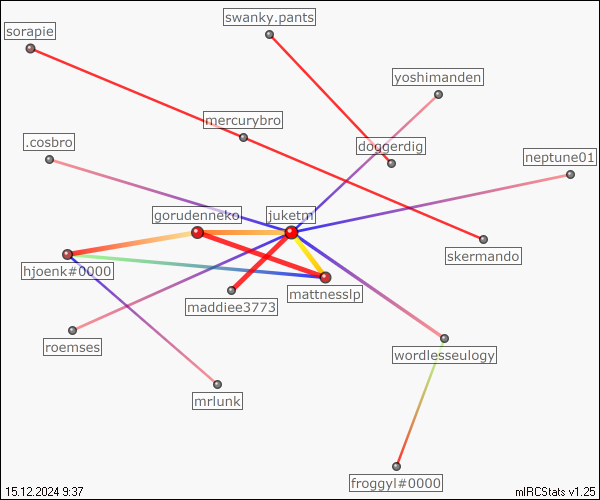 swanky.pants
sorapie
yoshimanden
mercurybro
.cosbro
doggerdig
neptune01
gorudenneko
juketm
skermando
hjoenk#0000
mattnesslp
maddiee3773
roemses
wordlesseulogy
mrlunk
froggyl#0000
15.12.2024 9:37
mIRCStats v1.25